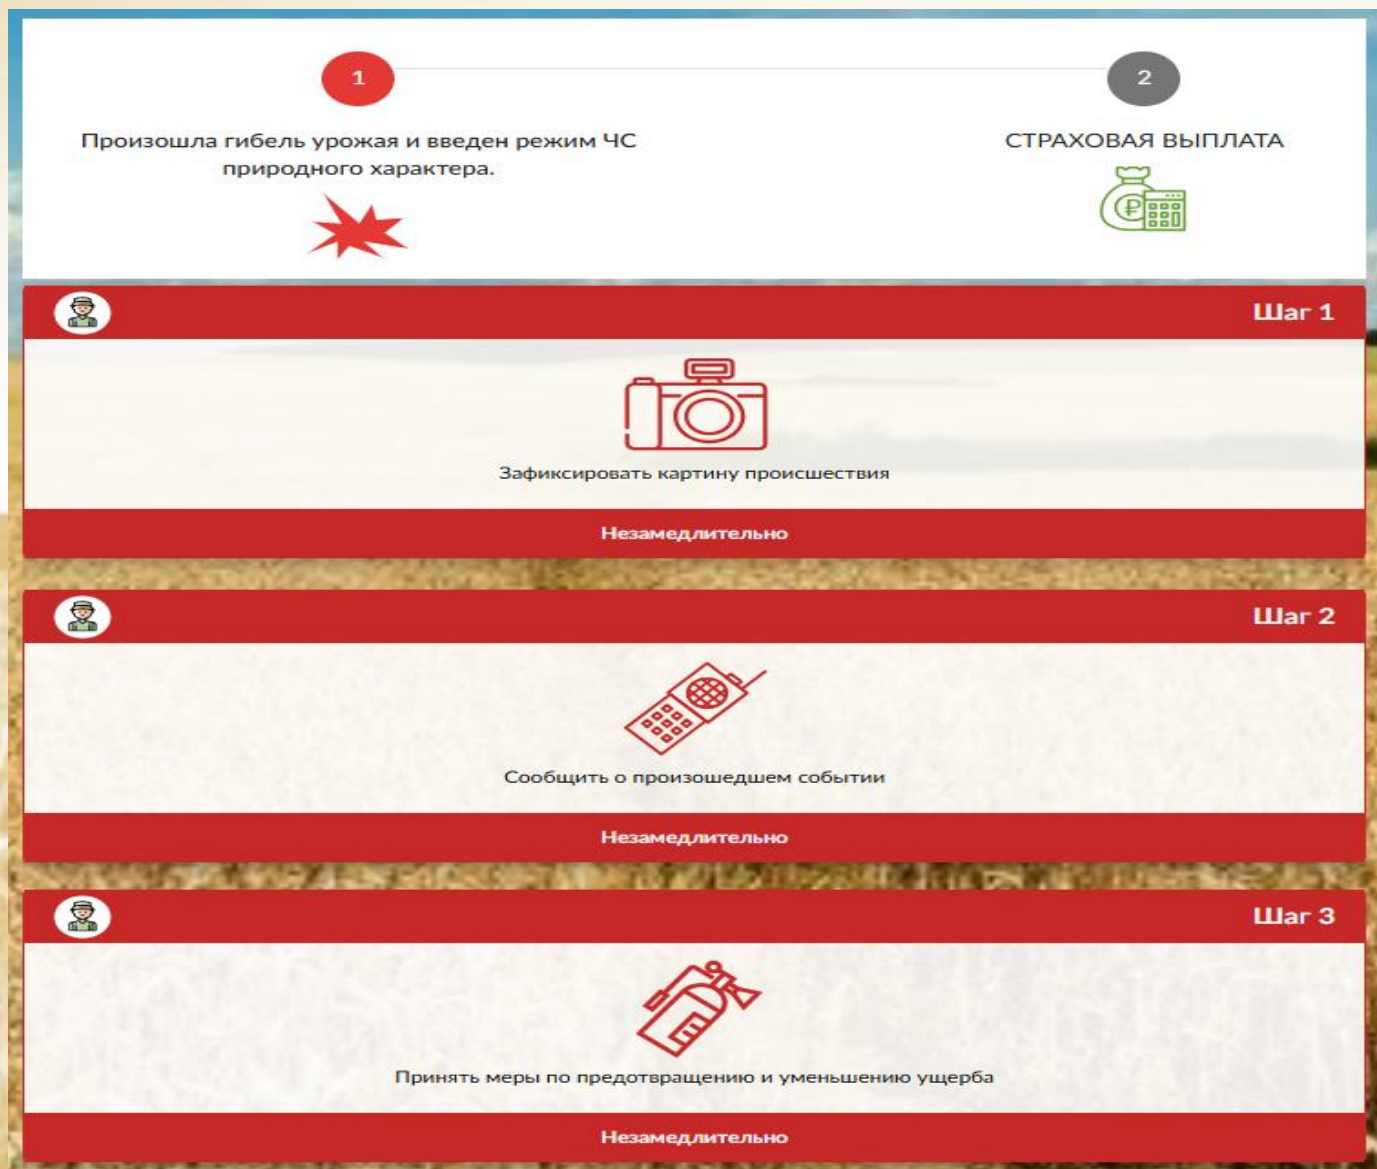 1
2
Произошла гибель урожая и введен режим ЧС
природного характера.
СТРАХОВАЯ ВЫПЛАТА
Шаг 1
Зафиксировать картину происшествия
Незамедлительно
Шаг 2
Сообщить о произошедшем событии
Незамедлительно
Шаг 3
Принять меры по предотвращению и уменьшению ущерба
Незамедлительно